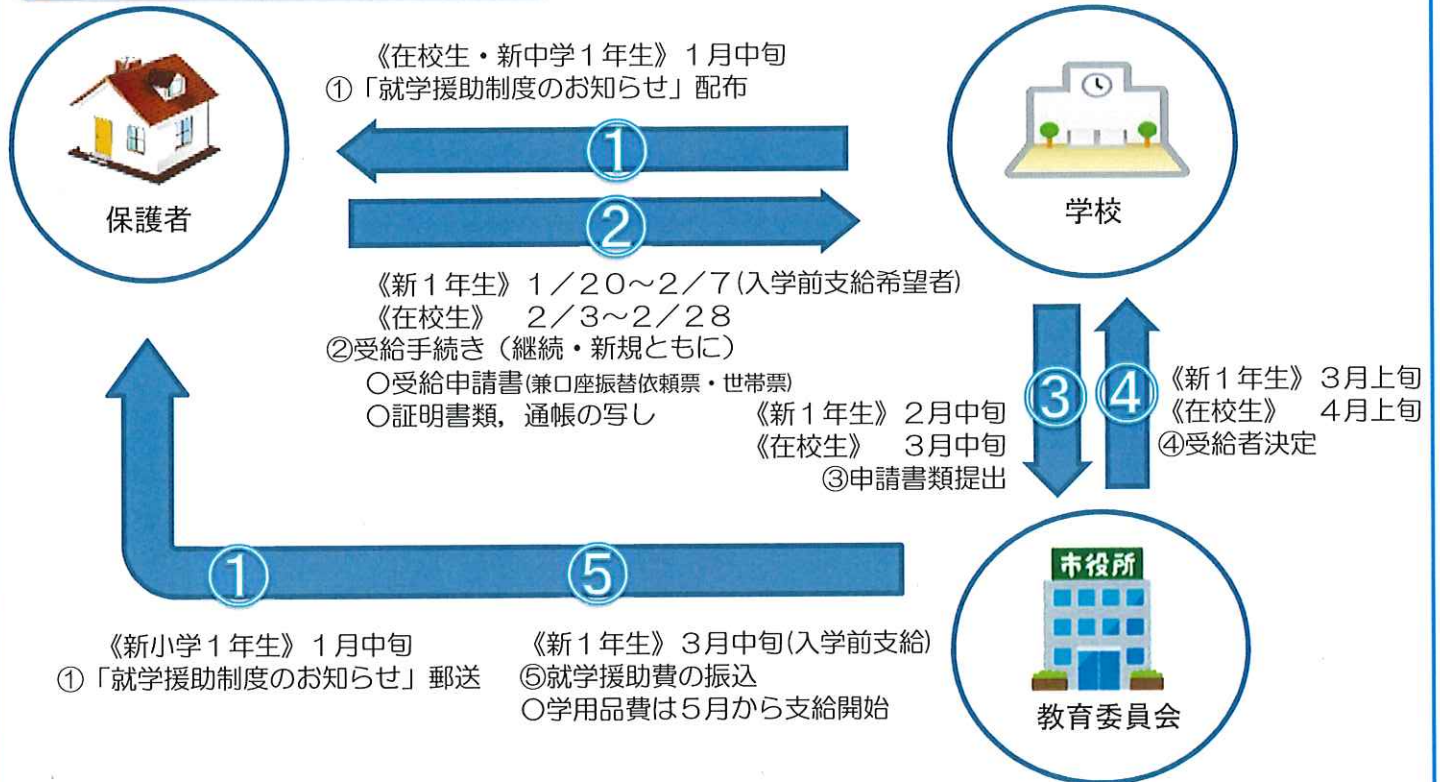 《在校生・新中学1年生》1月中旬
①「就学援助制度のお知らせ」配布
①
②
保護者
学校
《新1年生》1/20～2/7(入学前支給希望者)
《在校生》 2/3～2/28
②受給手続き（継続・新規ともに）
○受給申請書(兼口座振替依頼票・世帯票)
○証明書類，通帳の写し
《新1年生》2月中旬
《在校生》 3月中旬
③申請書類提出
③
④
《新1年生》3月上旬
《在校生》 4月上旬
④受給者決定
①
⑤
《新小学1年生》1月中旬
①「就学援助制度のお知らせ」郵送
《新1年生》3月中旬(入学前支給)
⑤就学援助費の振込
○学用品費は5月から支給開始
市役所
教育委員会